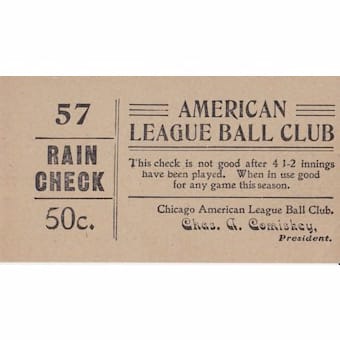 57
RAIN
CHECK
50c.
AMERICAN
LEAGUE BALL CLUB
This check is not good after 4 1-2 innings
have been played. When in use good
for any game this season.
Chicago American League Ball Club.
Chas. A. Comiskey,
President.